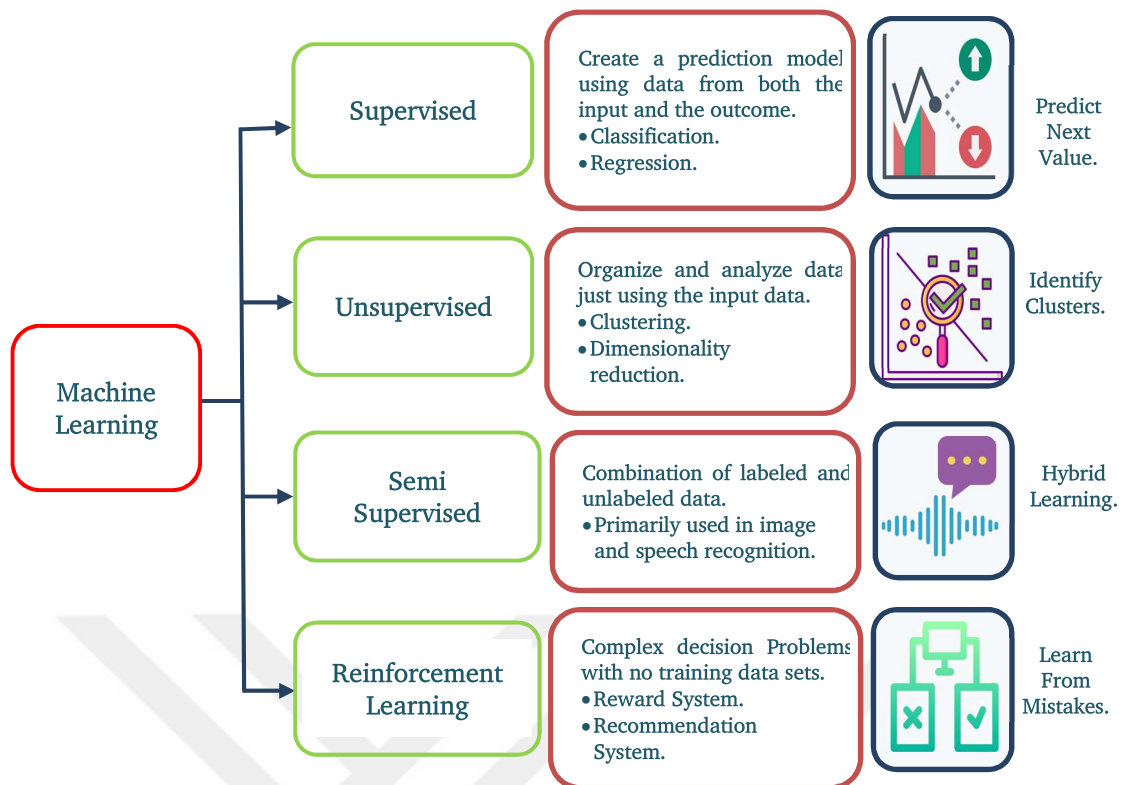 Machine
Learning
Supervised
Create a prediction model
using data from both the
input and the outcome.
• Classification.
• Regression.
Predict
Next
Value.
Unsupervised
Organize and analyze data
just using the input data.
• Clustering.
• Dimensionality
reduction.
Identify
Clusters.
Semi
Supervised
Combination of labeled and
unlabeled data.
• Primarily used in image
and speech recognition.
Hybrid
Learning.
Reinforcement
Learning
Complex decision Problems
with no training data sets.
• Reward System.
• Recommendation
System.
Learn
From
Mistakes.